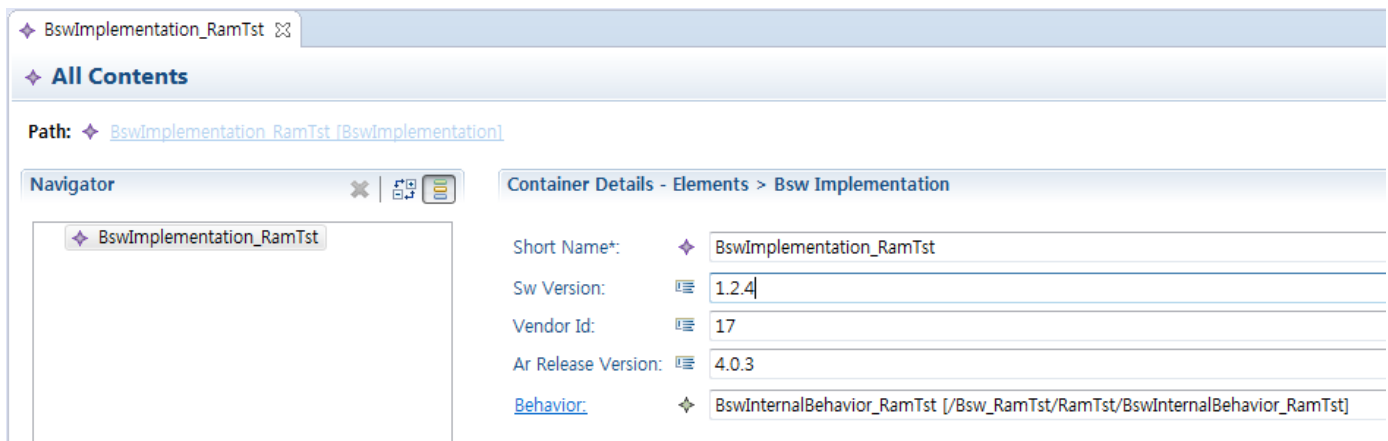 BswImplementation_RamTst
All Contents
Path: BswImplementation_RamTst [BswImplementation]
Navigator
Container Details - Elements > Bsw Implementation
BswImplementation_RamTst
Short Name*: BswImplementation_RamTst
Sw Version: 1.2.4
Vendor Id: 17
Ar Release Version: 4.0.3
Behavior: BswInternalBehavior_RamTst [/Bsw_RamTst/RamTst/BswInternalBehavior_RamTst]